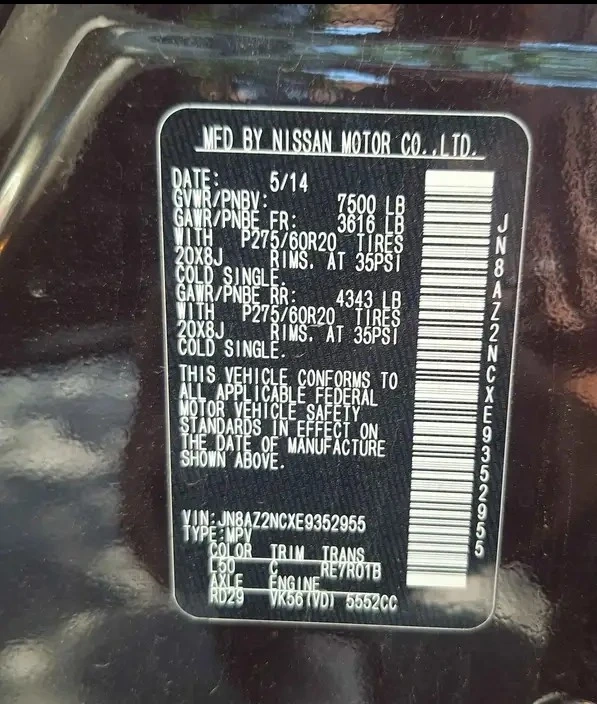 MFD BY NISSAN MOTOR CO.,LTD.
DATE: 5/14
GVWR/PNBV: 7500 LB
GAWR/PNBE FR: 3616 LB
WITH P275/60R20 TIRES
20X8J RIMS. AT 35PSI
COLD SINGLE.
GAWR/PNBE RR: 4343 LB
WITH P275/60R20 TIRES
20X8J RIMS. AT 35PSI
COLD SINGLE.
THIS VEHICLE CONFORMS TO
ALL APPLICABLE FEDERAL
MOTOR VEHICLE SAFETY
STANDARDS IN EFFECT ON
THE DATE OF MANUFACTURE
SHOWN ABOVE.
VIN:JN8AZ2NCXE9352955
TYPE:MPV
COLOR TRIM TRANS
L50 C RE7R01B
AXLE ENGINE
RD29 VK56(VD) 5552CC
JN8AZ2NCXE9352955